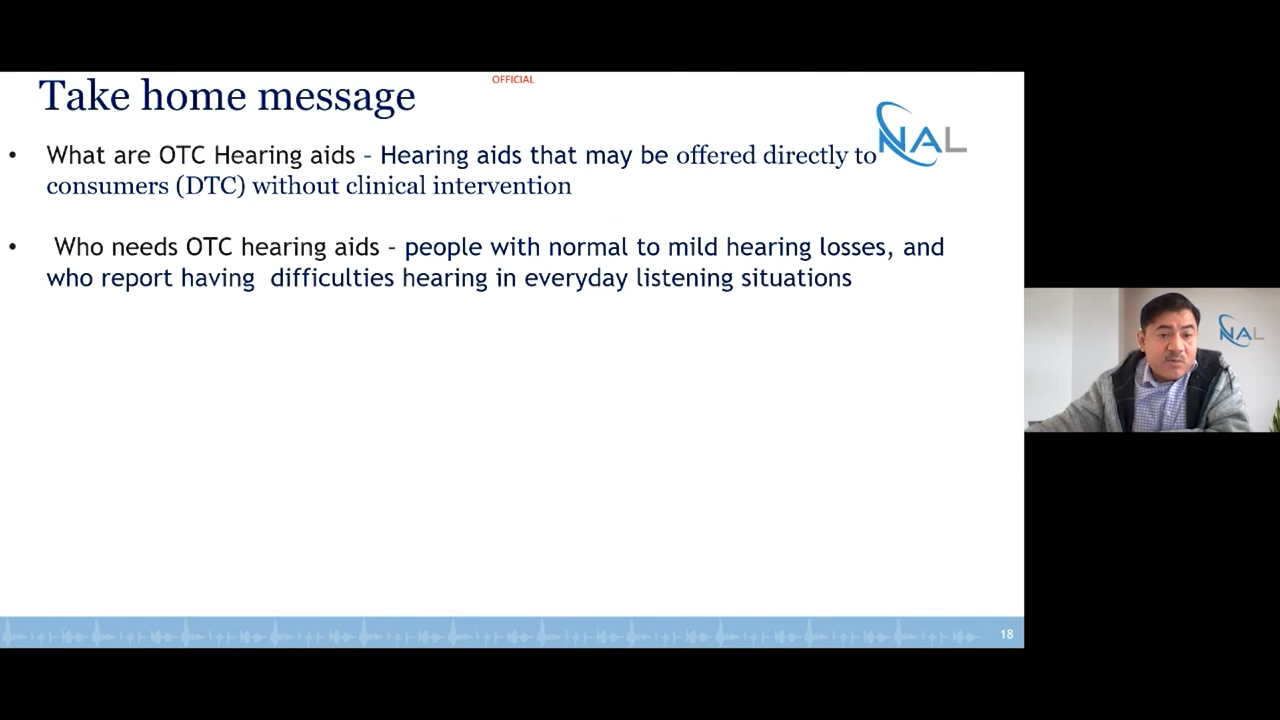 OFFICIAL
Take home message
NAL
• What are OTC Hearing aids – Hearing aids that may be offered directly to
consumers (DTC) without clinical intervention
• Who needs OTC hearing aids – people with normal to mild hearing losses, and
who report having difficulties hearing in everyday listening situations
NAL
18